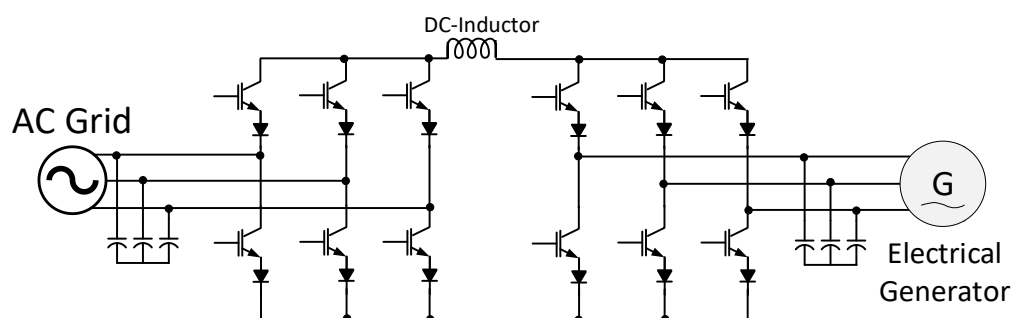 DC-Inductor
AC Grid
G
Electrical
Generator